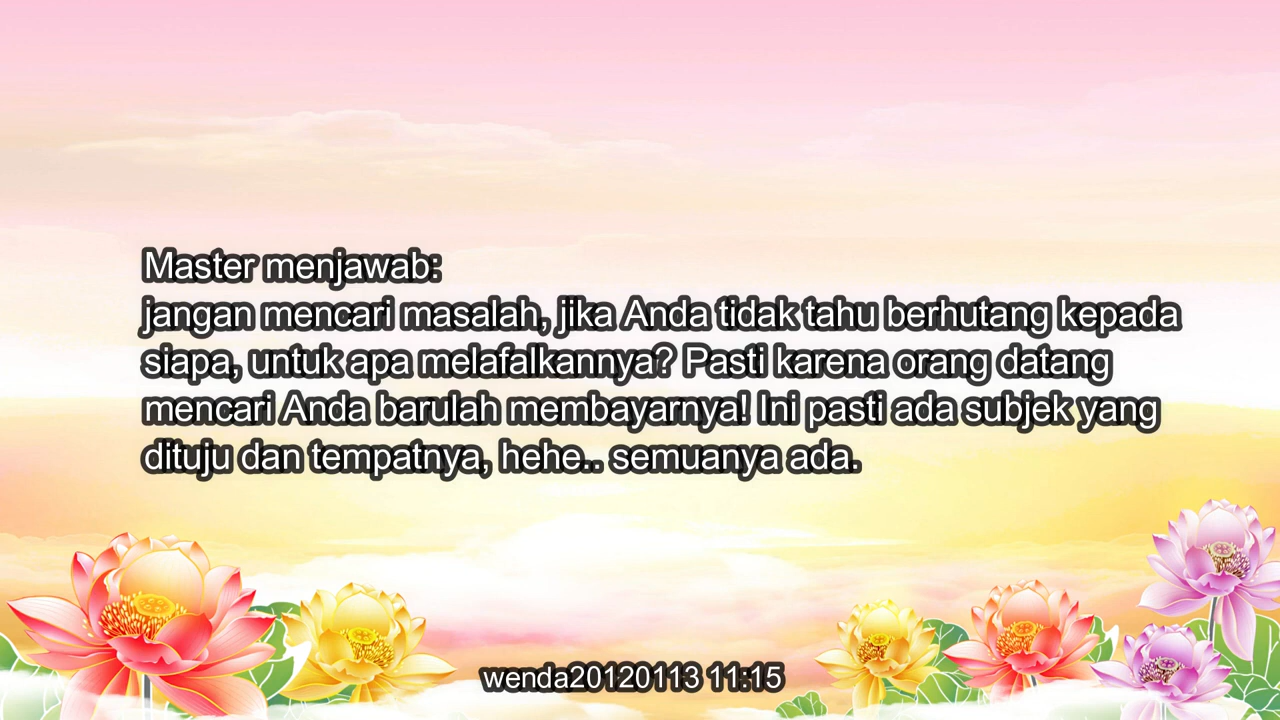 Master menjawab:
jangan mencari masalah, jika Anda tidak tahu berhutang kepada
siapa, untuk apa melafalkannya? Pasti karena orang datang
mencari Anda barulah membayarnya! Ini pasti ada subjek yang
dituju dan tempatnya, hehe.. semuanya ada.
wenda20120113 11:15